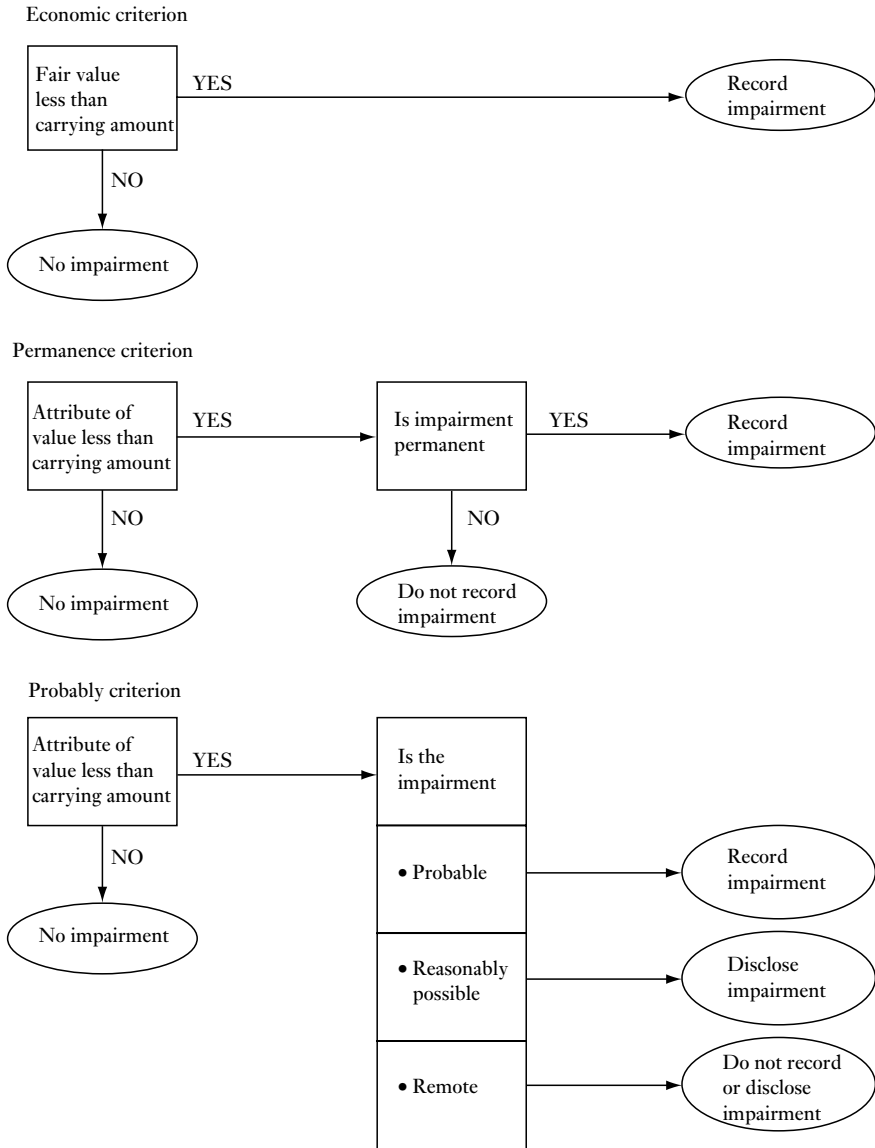 Economic criterion
Fair value
less than
carrying amount
YES
Record
impairment
NO
No impairment
Permanence criterion
Attribute of
value less than
carrying amount
YES
Is impairment
permanent
YES
Record
impairment
NO
No impairment
NO
Do not record
impairment
Probably criterion
Attribute of
value less than
carrying amount
YES
Is the
impairment
NO
No impairment
• Probable
Record
impairment
• Reasonably
possible
Disclose
impairment
• Remote
Do not record
or disclose
impairment